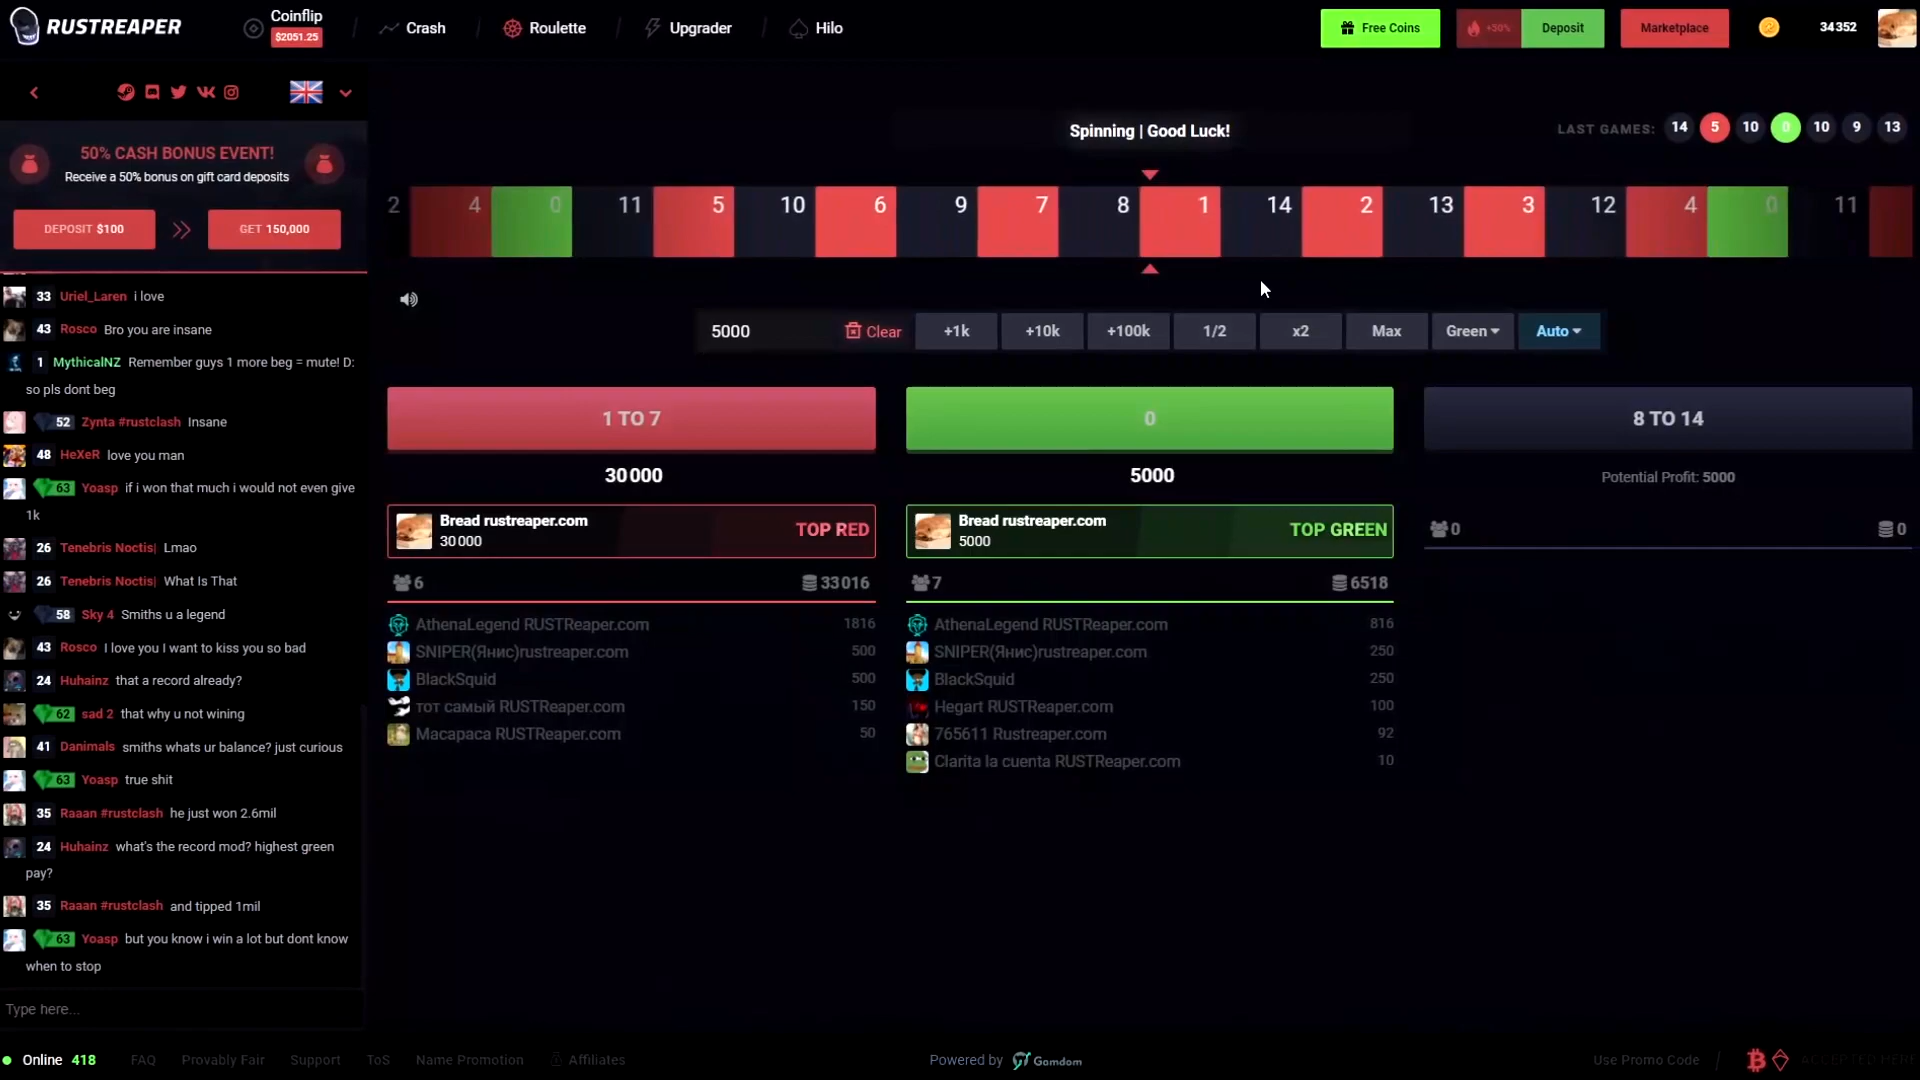 RUSTREAPER
Coinflip
$2051.25
Crash
Roulette
Upgrader
Hilo
Free Coins
+50%
Deposit
Marketplace
34 352
50% CASH BONUS EVENT!
Receive a 50% bonus on gift card deposits
DEPOSIT $100
GET 150,000
33 Uriel_Laren i love
43 Rosco Bro you are insane
1 MythicalNZ Remember guys 1 more beg = mute! D:
so pls dont beg
52 Zynta #rustclash Insane
48 HeXeR love you man
63 Yoasp if i won that much i would not even give
1k
26 Tenebris Noctis| Lmao
26 Tenebris Noctis| What Is That
58 Sky 4 Smiths u a legend
43 Rosco I love you I want to kiss you so bad
24 Huhainz that a record already?
62 sad 2 that why u not wining
41 Danimals smiths whats ur balance? just curious
63 Yoasp true shit
35 Raaan #rustclash he just won 2.6mil
24 Huhainz what's the record mod? highest green
pay?
35 Raaan #rustclash and tipped 1mil
63 Yoasp but you know i win a lot but dont know
when to stop
Type here...
Spinning | Good Luck!
LAST GAMES: 14 5 10 0 10 9 13
2 4 0 11 5 10 6 9 7 8 1 14 2 13 3 12 4 0 11
5000 Clear +1k +10k +100k 1/2 x2 Max Green Auto
1 TO 7
30 000
Bread rustreaper.com
30 000
TOP RED
6 33 016
AthenaLegend RUSTReaper.com 1816
SNIPER(Янис)rustreaper.com 500
BlackSquid 500
тот самый RUSTReaper.com 150
Macapaca RUSTReaper.com 50
0
5000
Bread rustreaper.com
5000
TOP GREEN
7 6518
AthenaLegend RUSTReaper.com 816
SNIPER(Янис)rustreaper.com 250
BlackSquid 250
Hegart RUSTReaper.com 100
765611 Rustreaper.com 92
Clarita la cuenta RUSTReaper.com 10
8 TO 14
Potential Profit: 5000
0 0
Online 418
FAQ
Provably Fair
Support
ToS
Name Promotion
Affiliates
Powered by Gamdom
Use Promo Code
ACCEPTED HERE